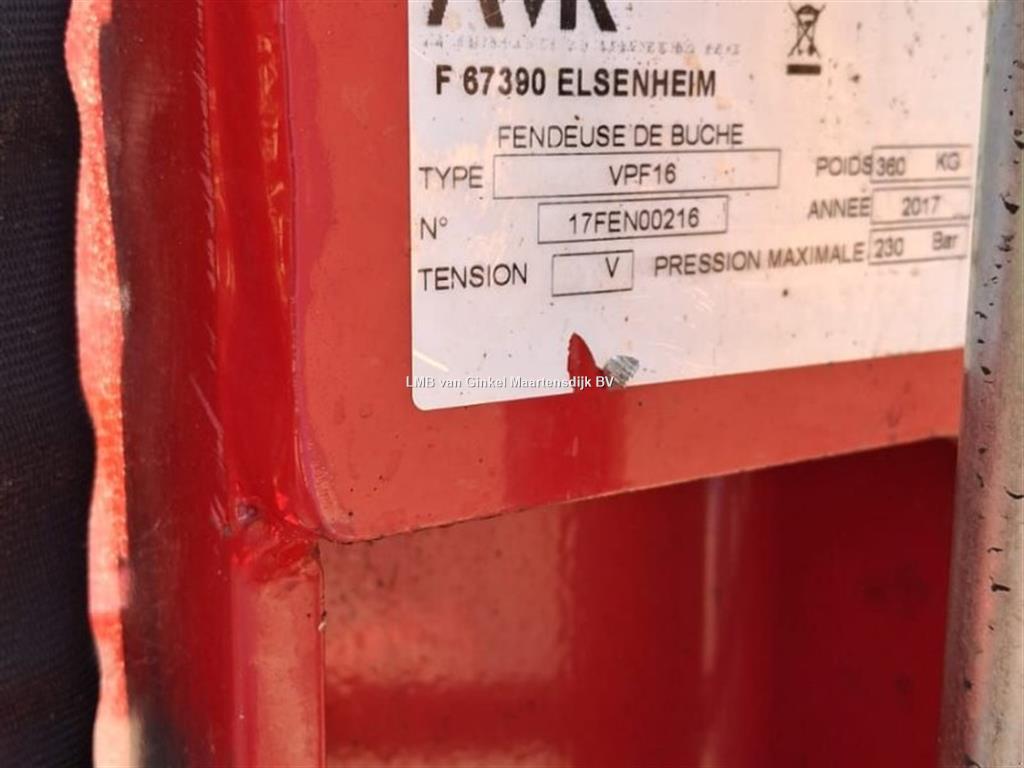 F 67390 ELSENHEIM
FENDEUSE DE BUCHE
TYPE VPF16 POIDS 360 KG
N° 17FEN00216 ANNEE 2017
TENSION V PRESSION MAXIMALE 230 Bar
LMB van Ginkel Maartensdijk BV